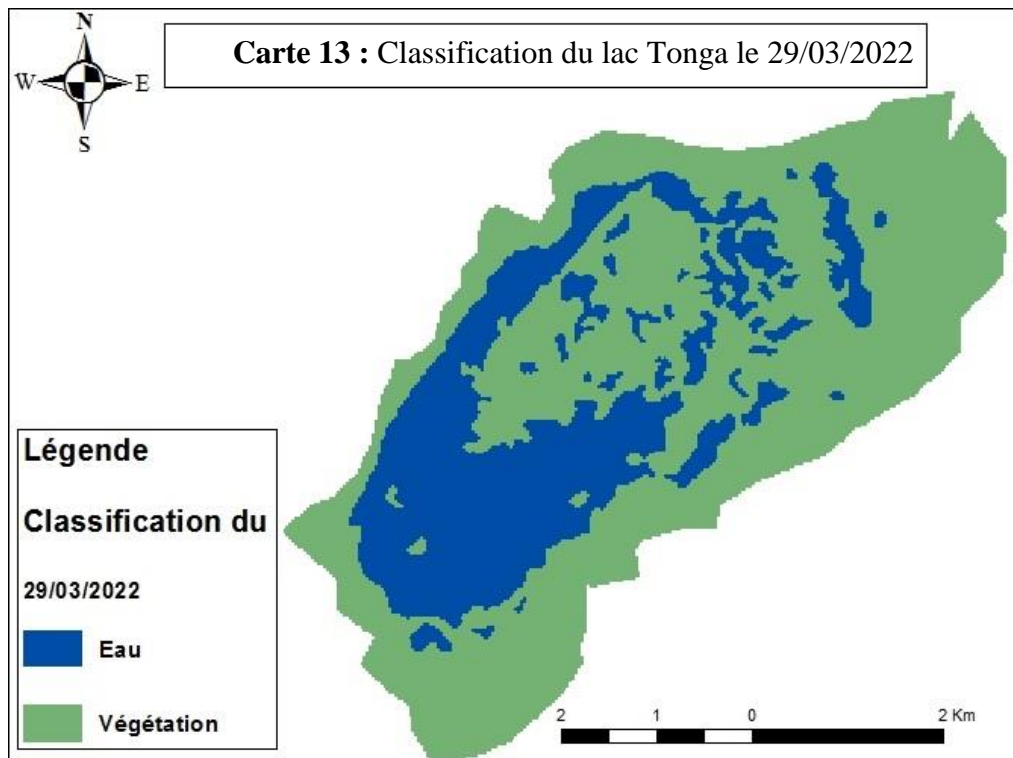 N
Carte 13 : Classification du lac Tonga le 29/03/2022
W E
S
Légende
Classification du
29/03/2022
Eau
Végétation
2 1 0 2 Km